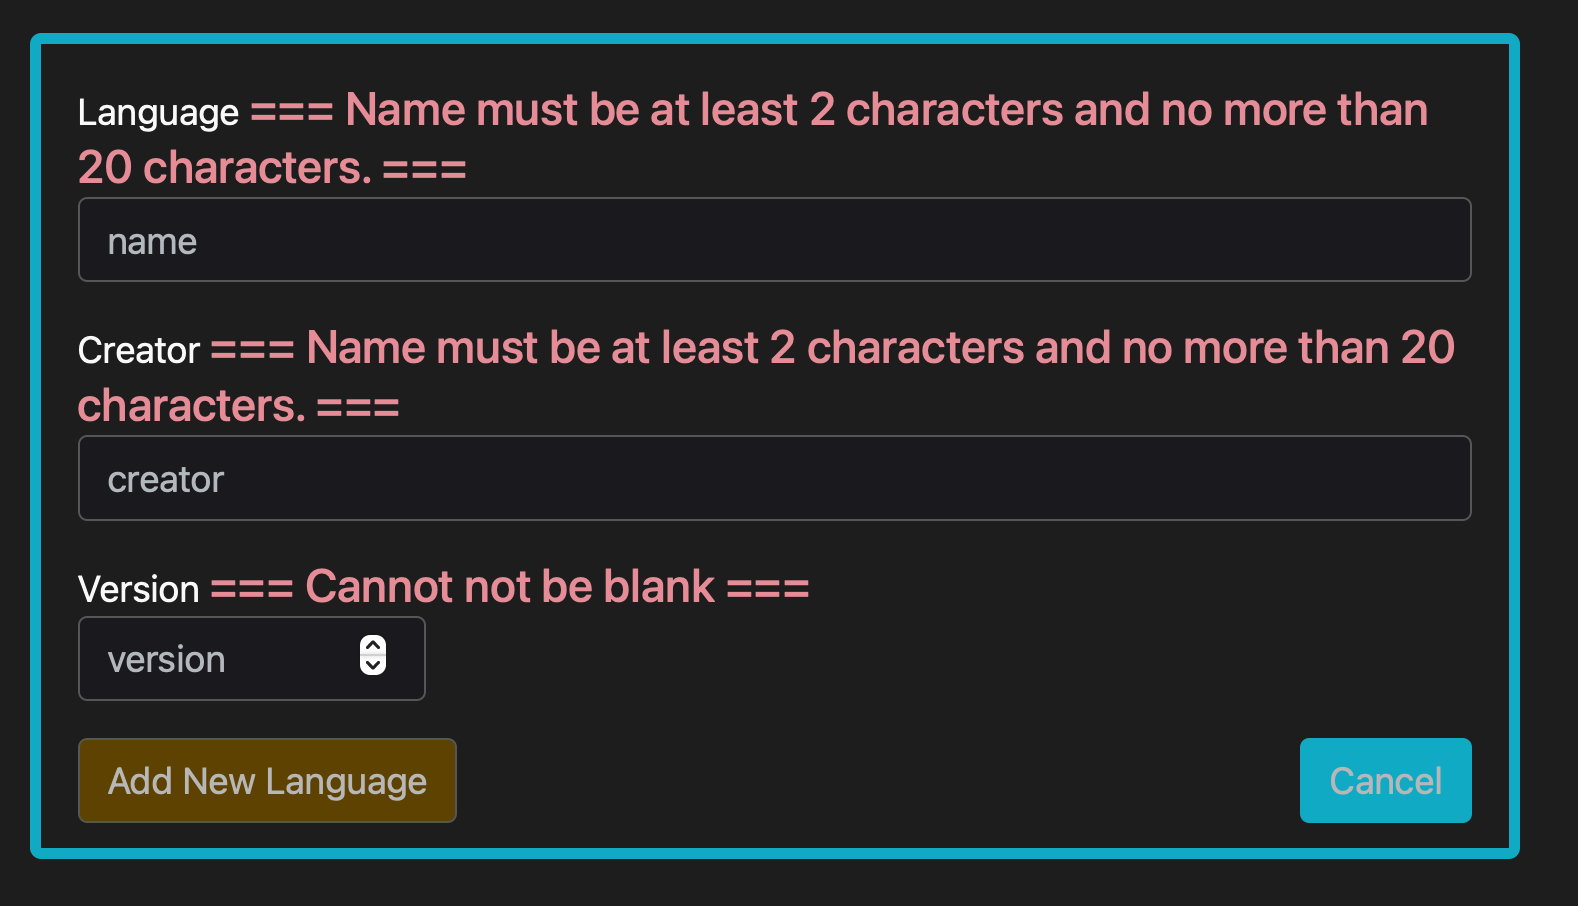 Language === Name must be at least 2 characters and no more than
20 characters. ===
name
Creator === Name must be at least 2 characters and no more than 20
characters. ===
creator
Version === Cannot not be blank ===
version
Add New Language
Cancel